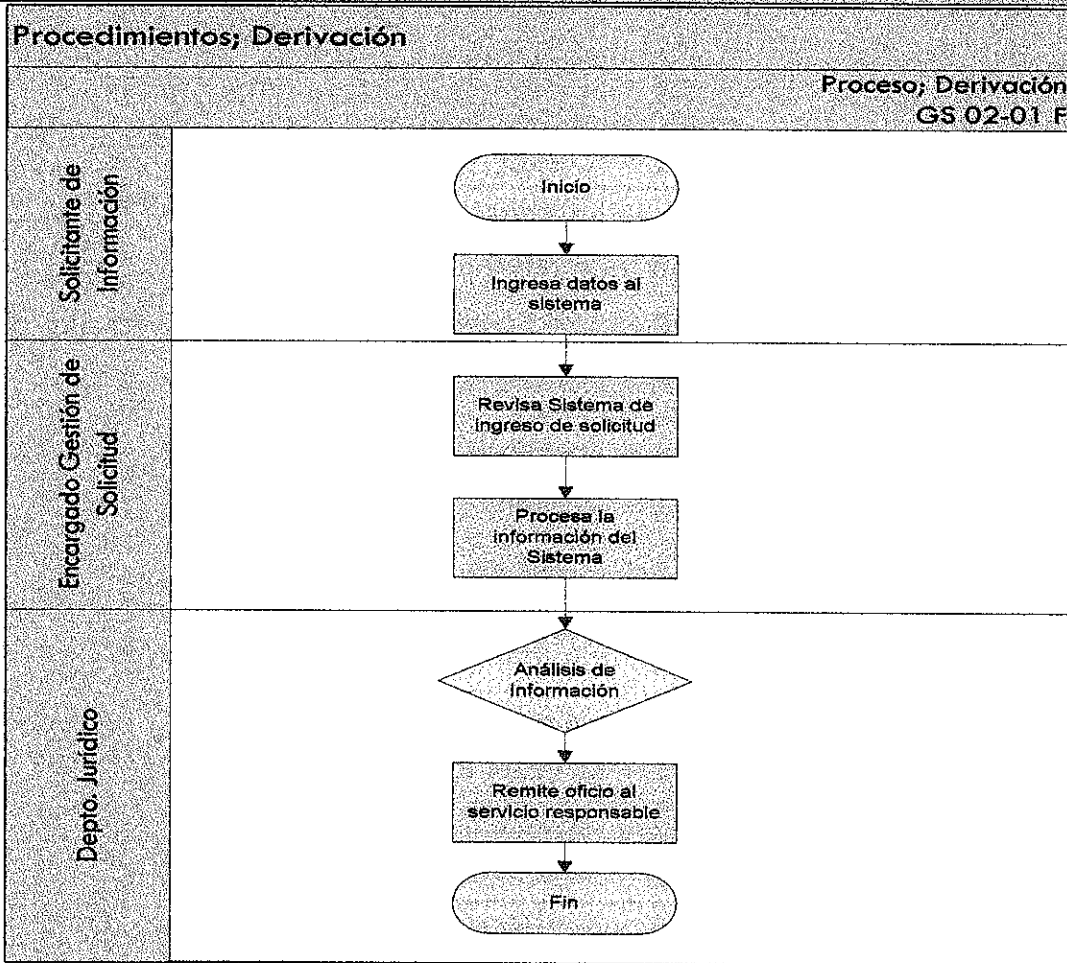 Procedimientos; Derivación
Proceso; Derivación
GS 02-01 F
Solicitante de
Información
Inicio
Ingresa datos al
sistema
Encargado Gestión de
Solicitud
Revisa Sistema de
ingreso de solicitud
Procesa la
información del
Sistema
Depto. Jurídico
Análisis de
Información
Remite oficio al
servicio responsable
Fin